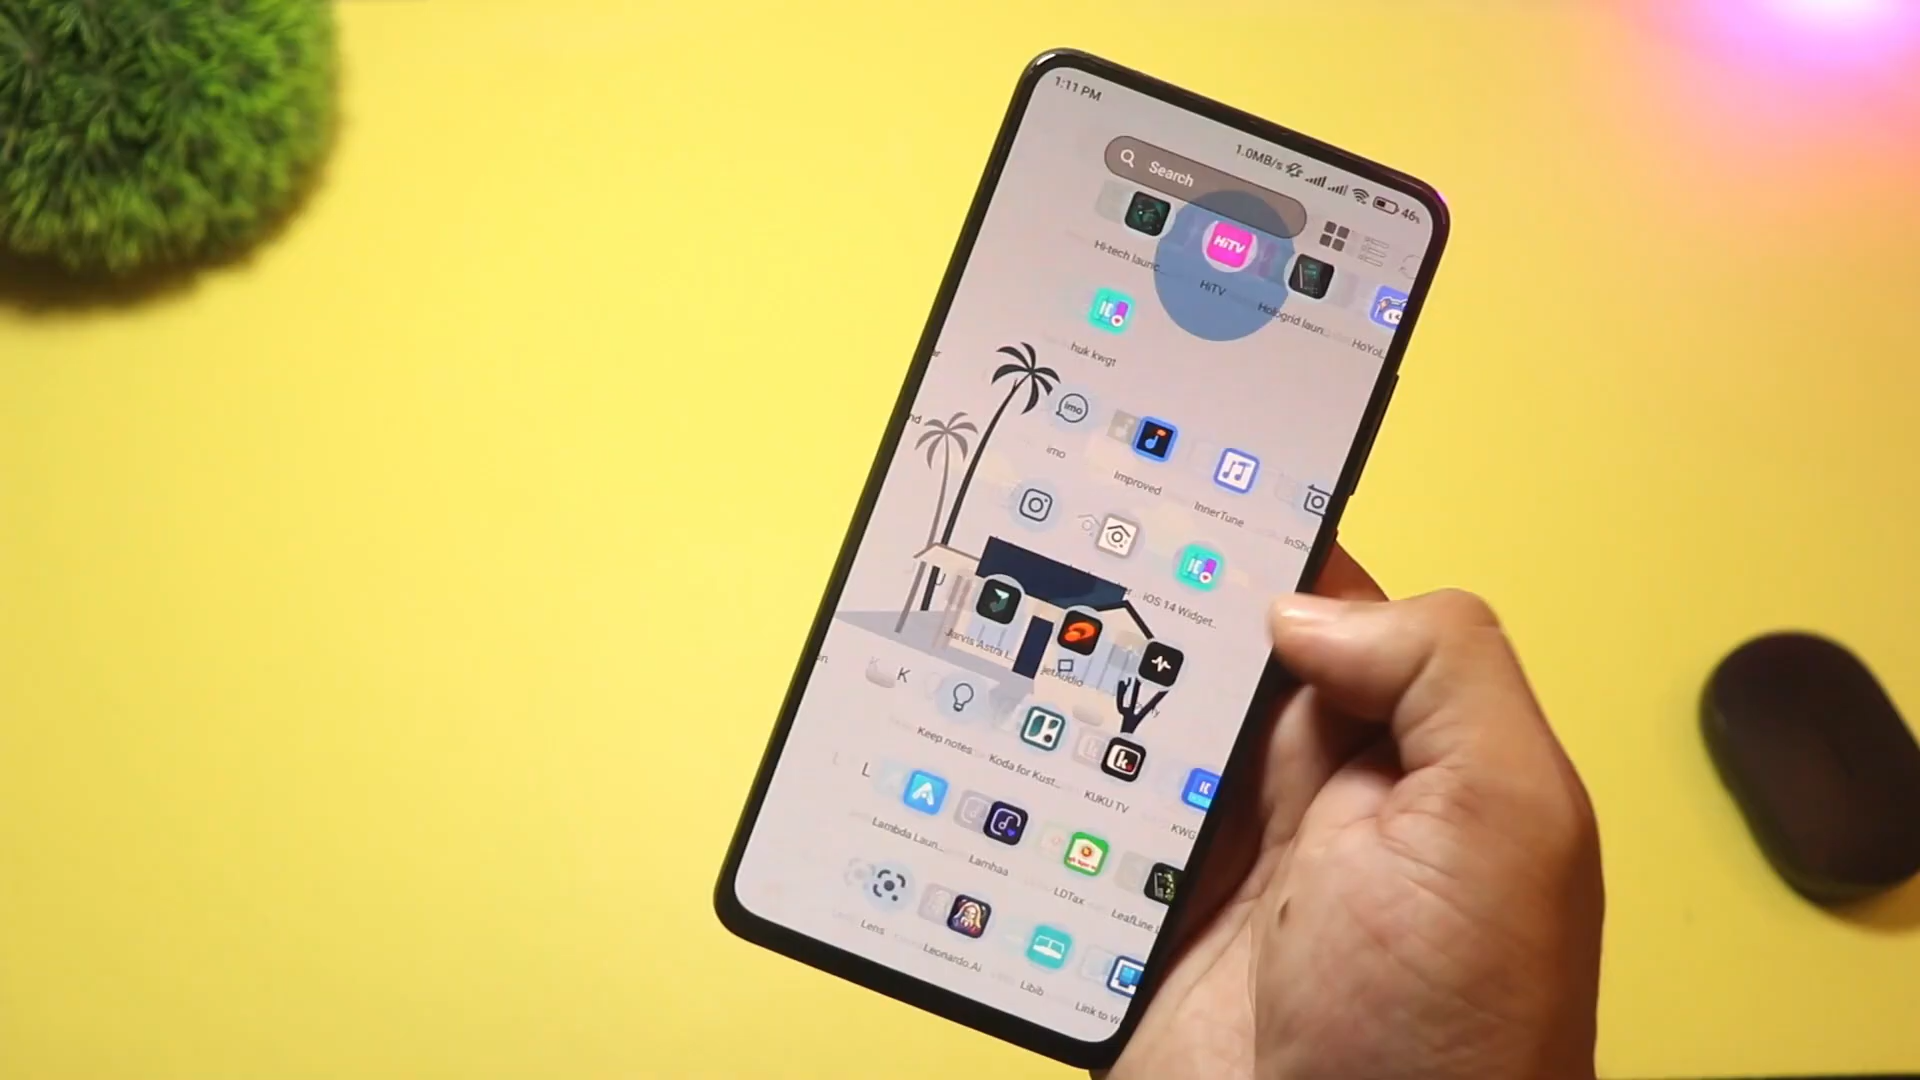 1:11 PM
1.0MB/s
46%
Search
Hi-tech launc...
HiTV
HiTV
Hologrid laun...
HoYoL
huk kwgt
imo
imo
Improved
InnerTune
InSho
iOS 14 Widget...
J
Jarvis Astra l...
jetAudio
K
Keep notes
Koda for Kust...
k.
KUKU TV
KWG
L
Lambda Laun...
Lamhaa
LDTax
LeafLine L
Lens
Leonardo.Ai
Libib
Link to W